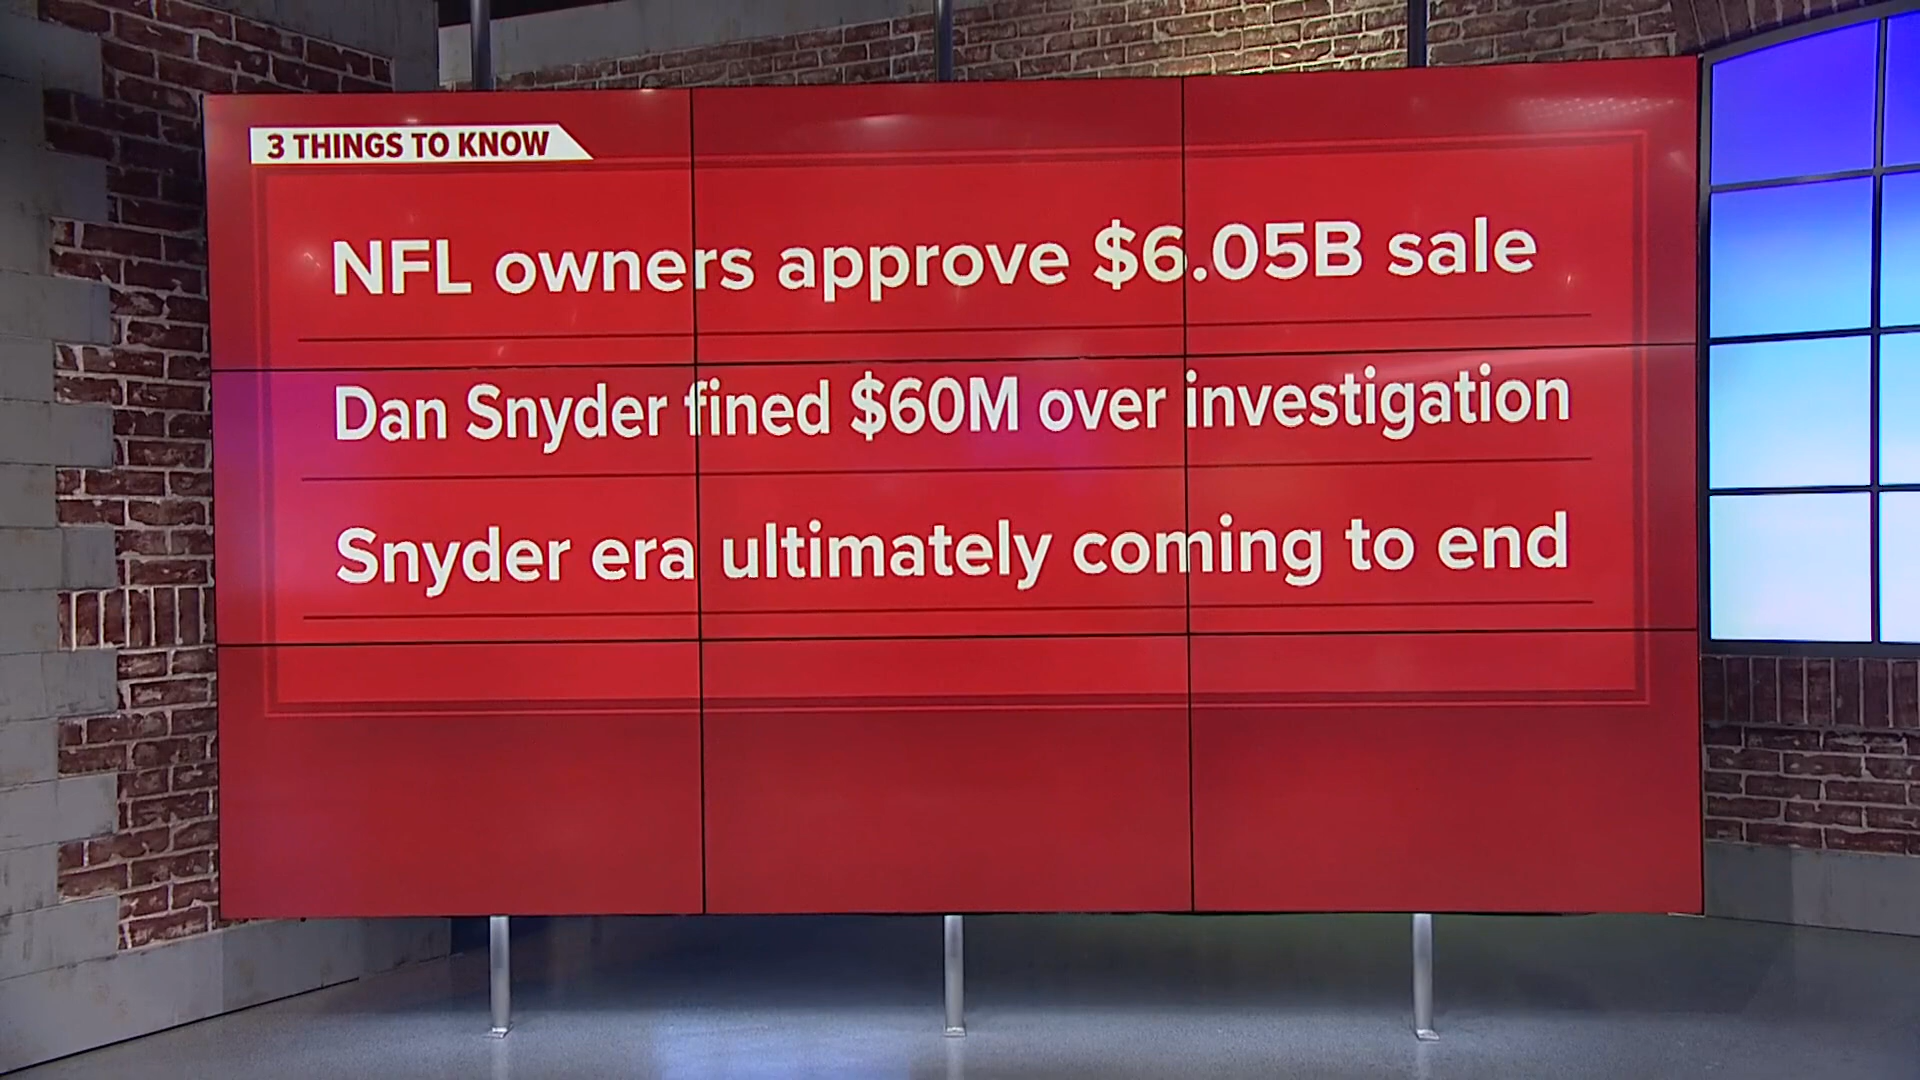 3 THINGS TO KNOW
NFL owners approve $6.05B sale
Dan Snyder fined $60M over investigation
Snyder era ultimately coming to end